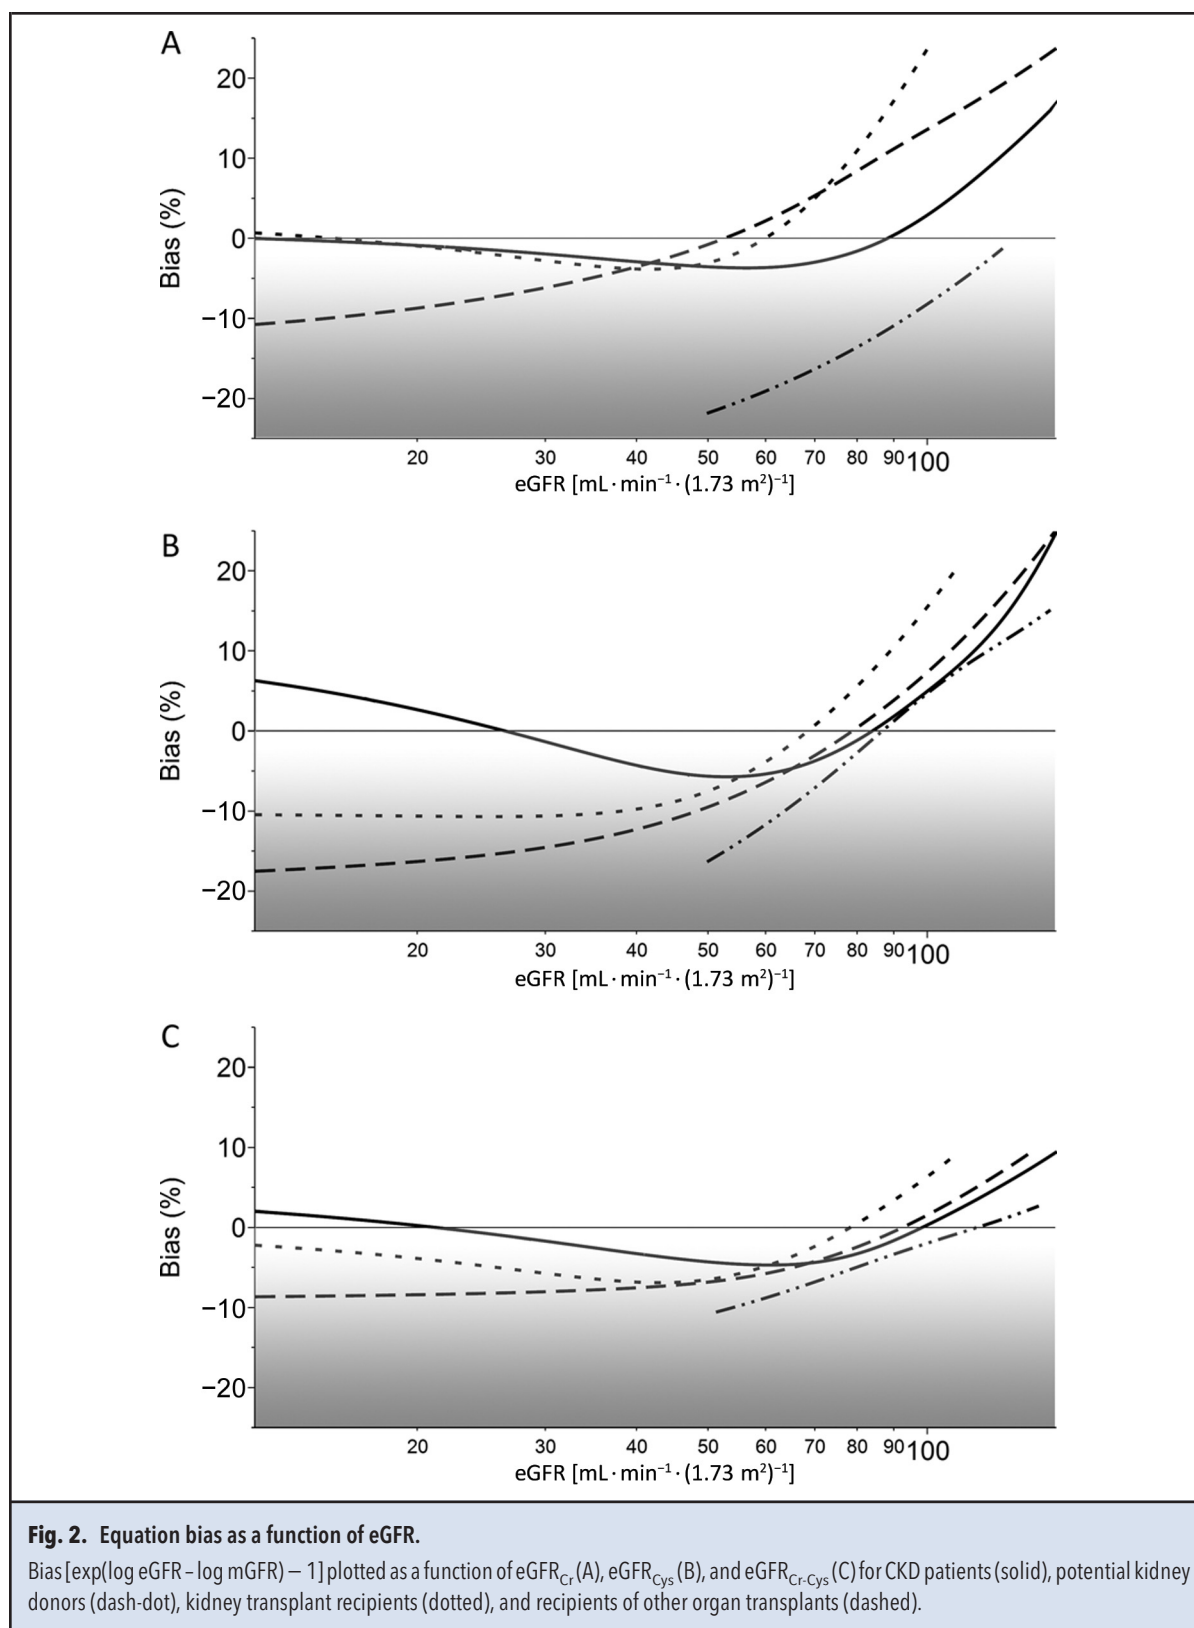 A
20
10
0
−10
−20
Bias (%)
20 30 40 50 60 70 80 90 100
eGFR [mL·min⁻¹·(1.73 m²)⁻¹]
B
20
10
0
−10
−20
Bias (%)
20 30 40 50 60 70 80 90 100
eGFR [mL·min⁻¹·(1.73 m²)⁻¹]
C
20
10
0
−10
−20
Bias (%)
20 30 40 50 60 70 80 90 100
eGFR [mL·min⁻¹·(1.73 m²)⁻¹]
Fig. 2. Equation bias as a function of eGFR.
Bias [exp(log eGFR – log mGFR) − 1] plotted as a function of eGFRCr (A), eGFRCys (B), and eGFRCr-Cys (C) for CKD patients (solid), potential kidney
donors (dash-dot), kidney transplant recipients (dotted), and recipients of other organ transplants (dashed).